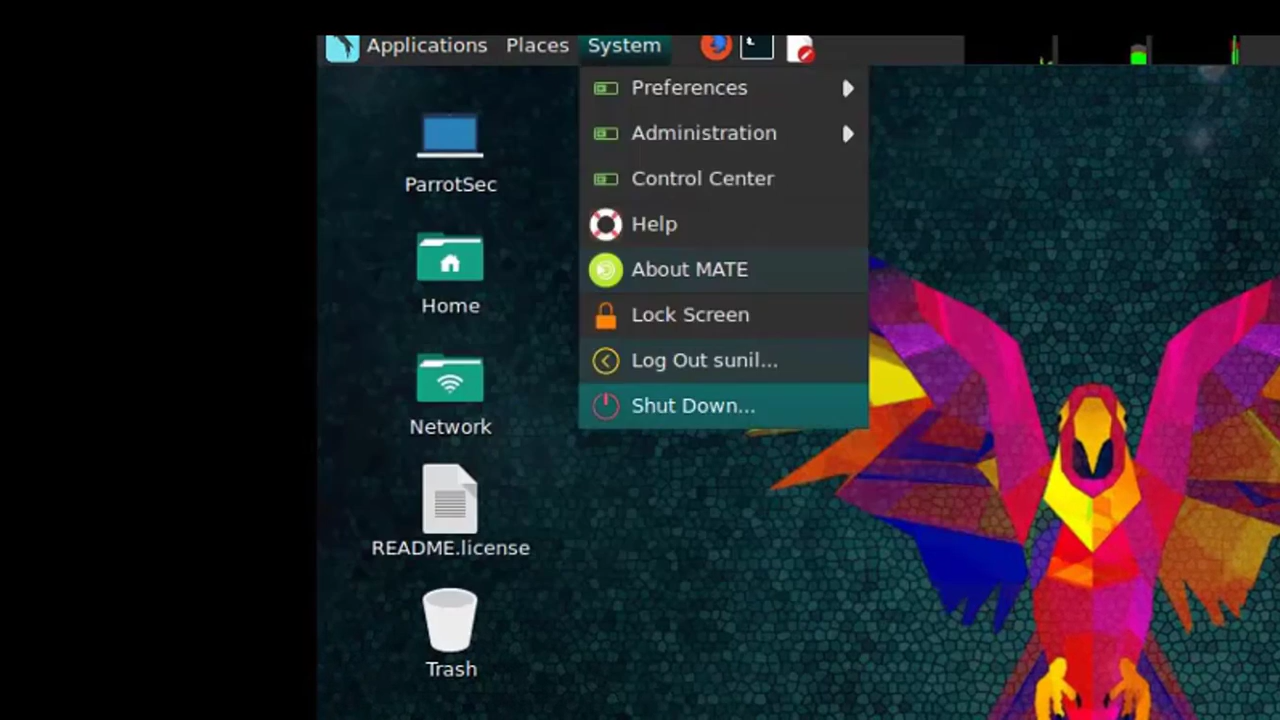 Applications Places System
Preferences
Administration
Control Center
Help
About MATE
Lock Screen
Log Out sunil...
Shut Down...
ParrotSec
Home
Network
README.license
Trash